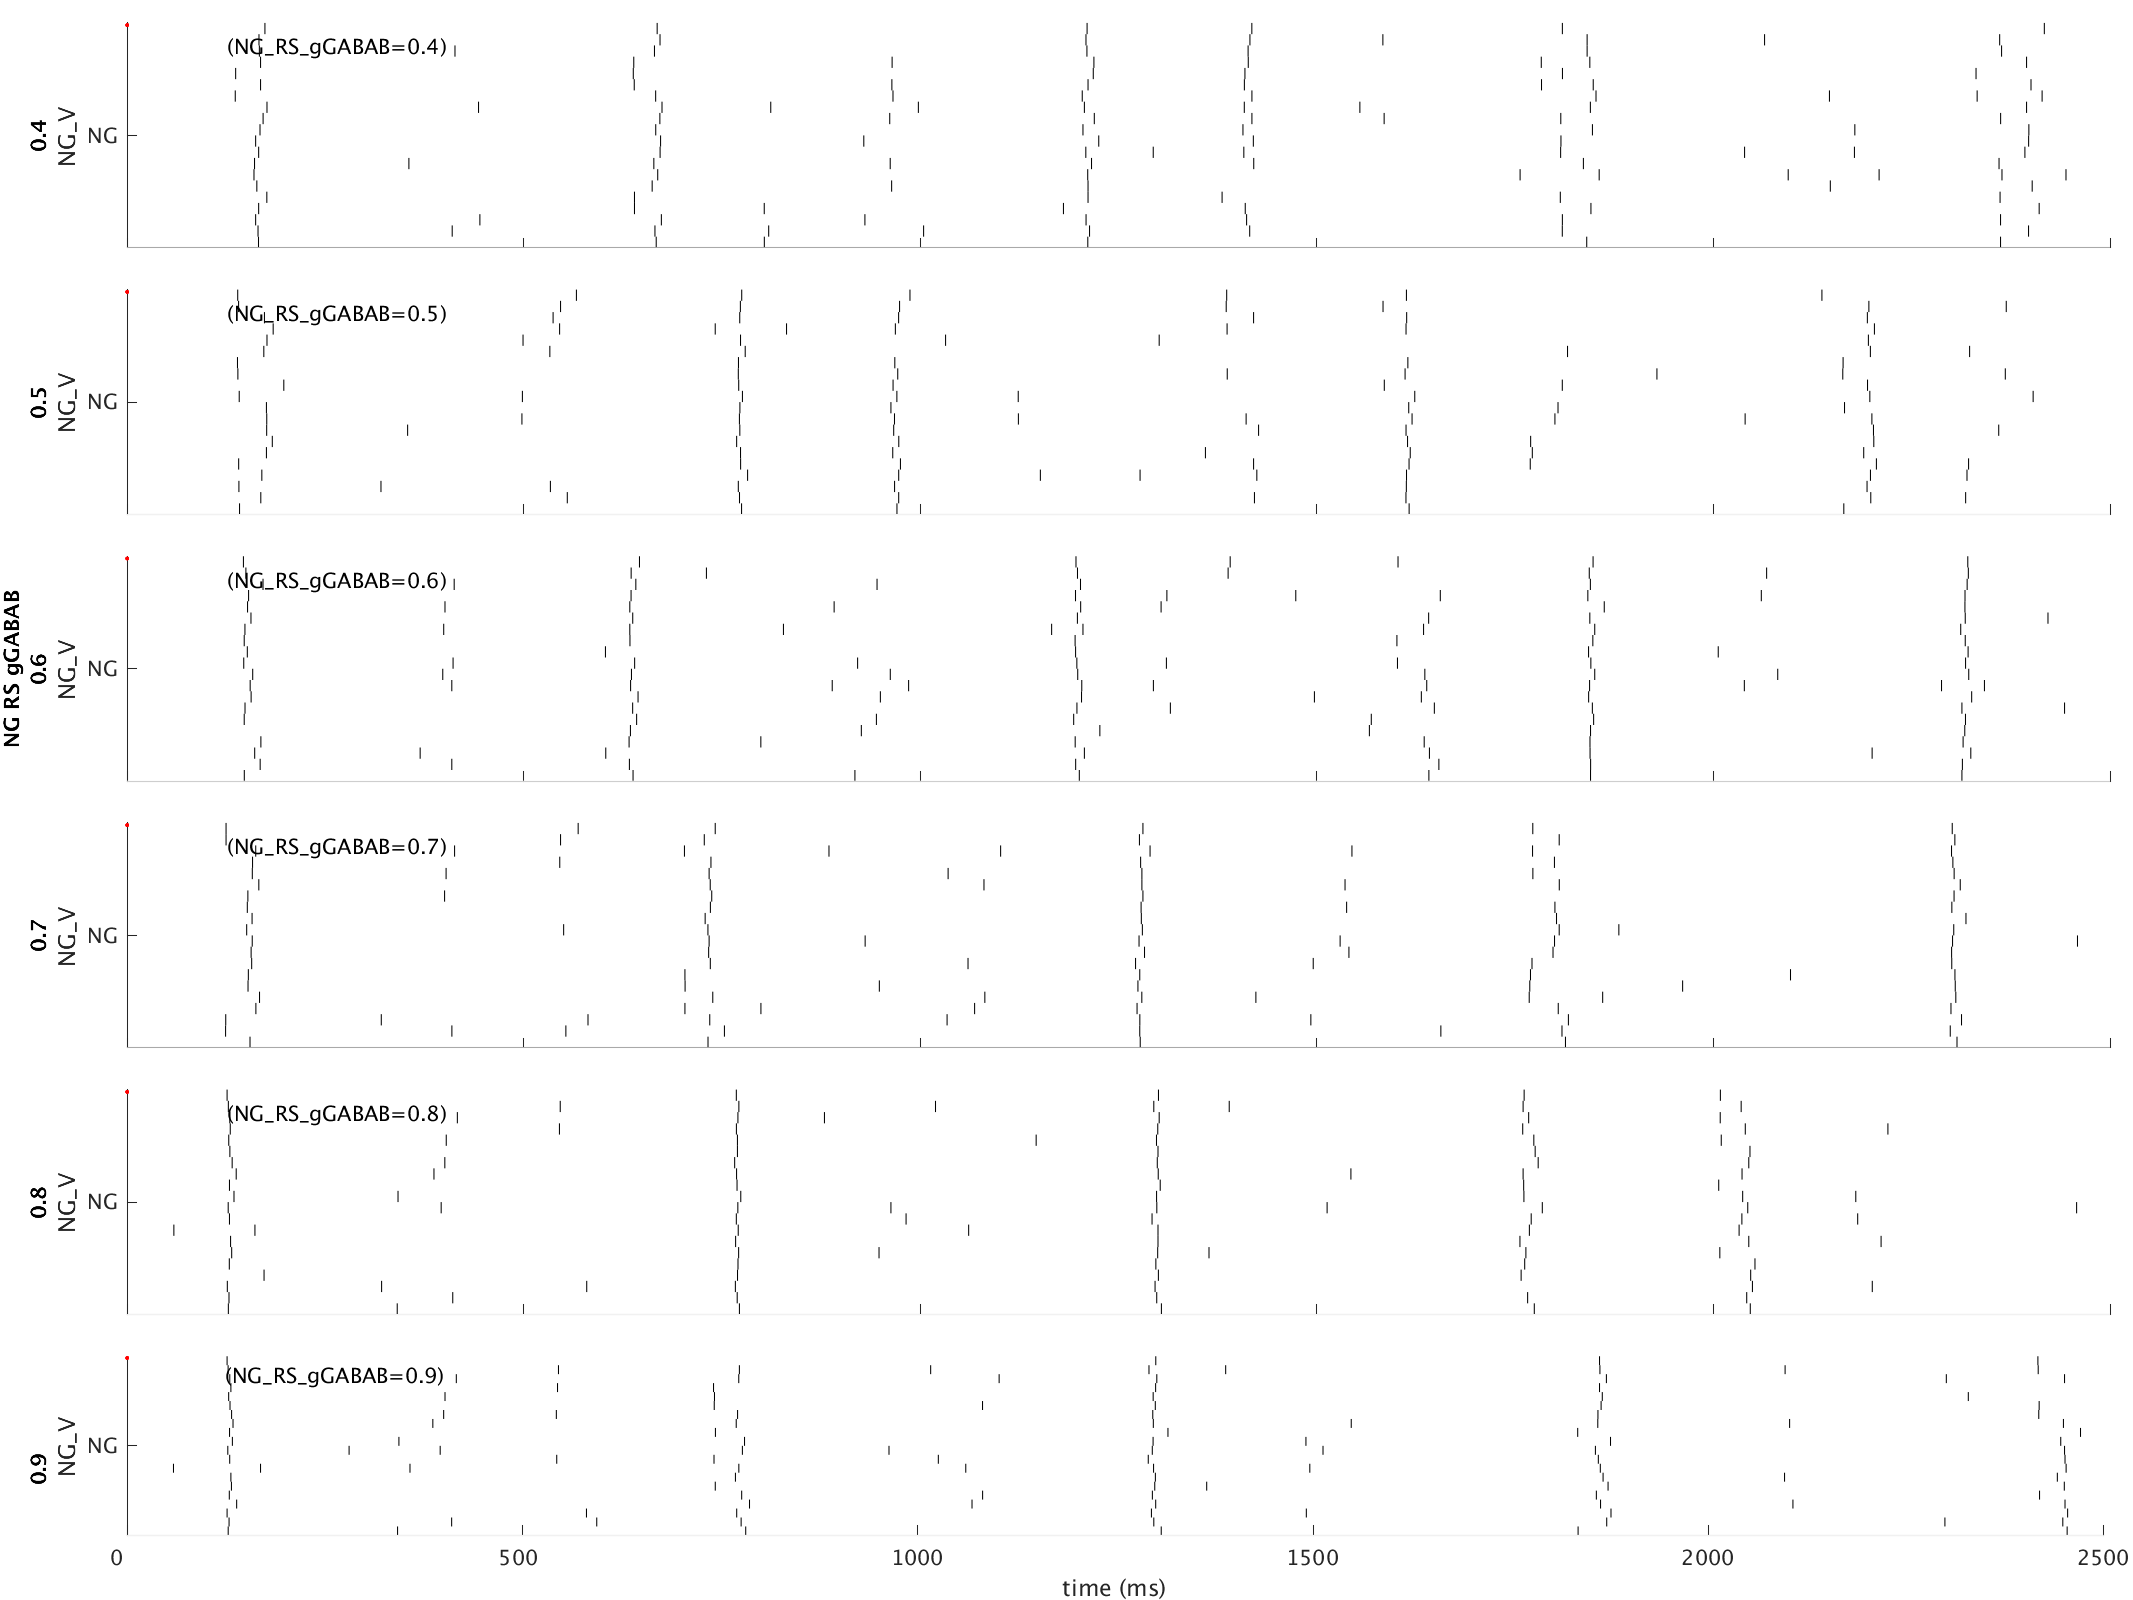 NG RS gGABAB
0.4
NG_V
NG
(NG_RS_gGABAB=0.4)
0.5
NG_V
NG
(NG_RS_gGABAB=0.5)
0.6
NG_V
NG
(NG_RS_gGABAB=0.6)
0.7
NG_V
NG
(NG_RS_gGABAB=0.7)
0.8
NG_V
NG
(NG_RS_gGABAB=0.8)
0.9
NG_V
NG
(NG_RS_gGABAB=0.9)
0 500 1000 1500 2000 2500
time (ms)